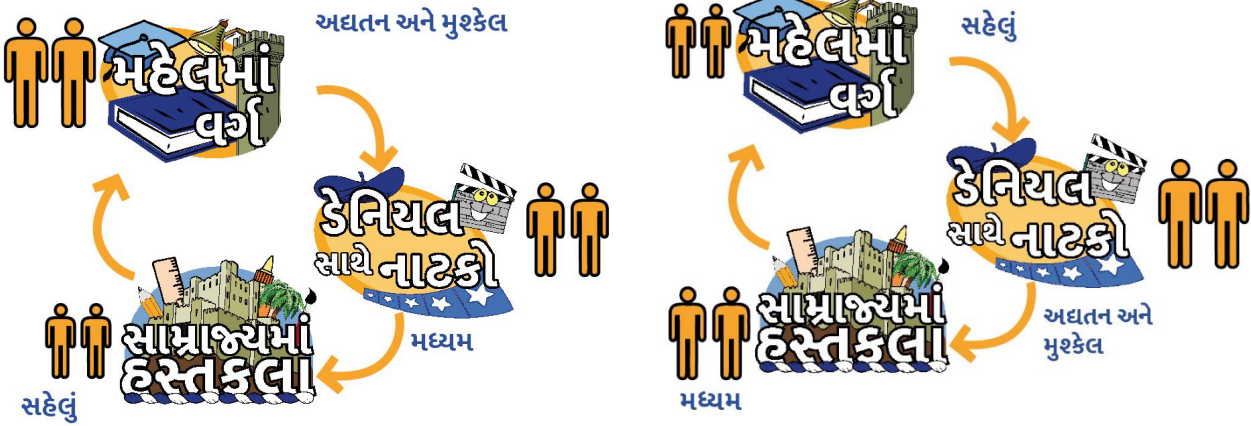 અદ્યતન અને મુશ્કેલ
મહેલમાં
વર્ગ
ડેનિયલ
સાથે નાટકો
મધ્યમ
સામ્રાજ્યમાં
હસ્તકલા
સહેલું
સહેલું
મહેલમાં
વર્ગ
ડેનિયલ
સાથે નાટકો
અદ્યતન અને
મુશ્કેલ
સામ્રાજ્યમાં
હસ્તકલા
મધ્યમ